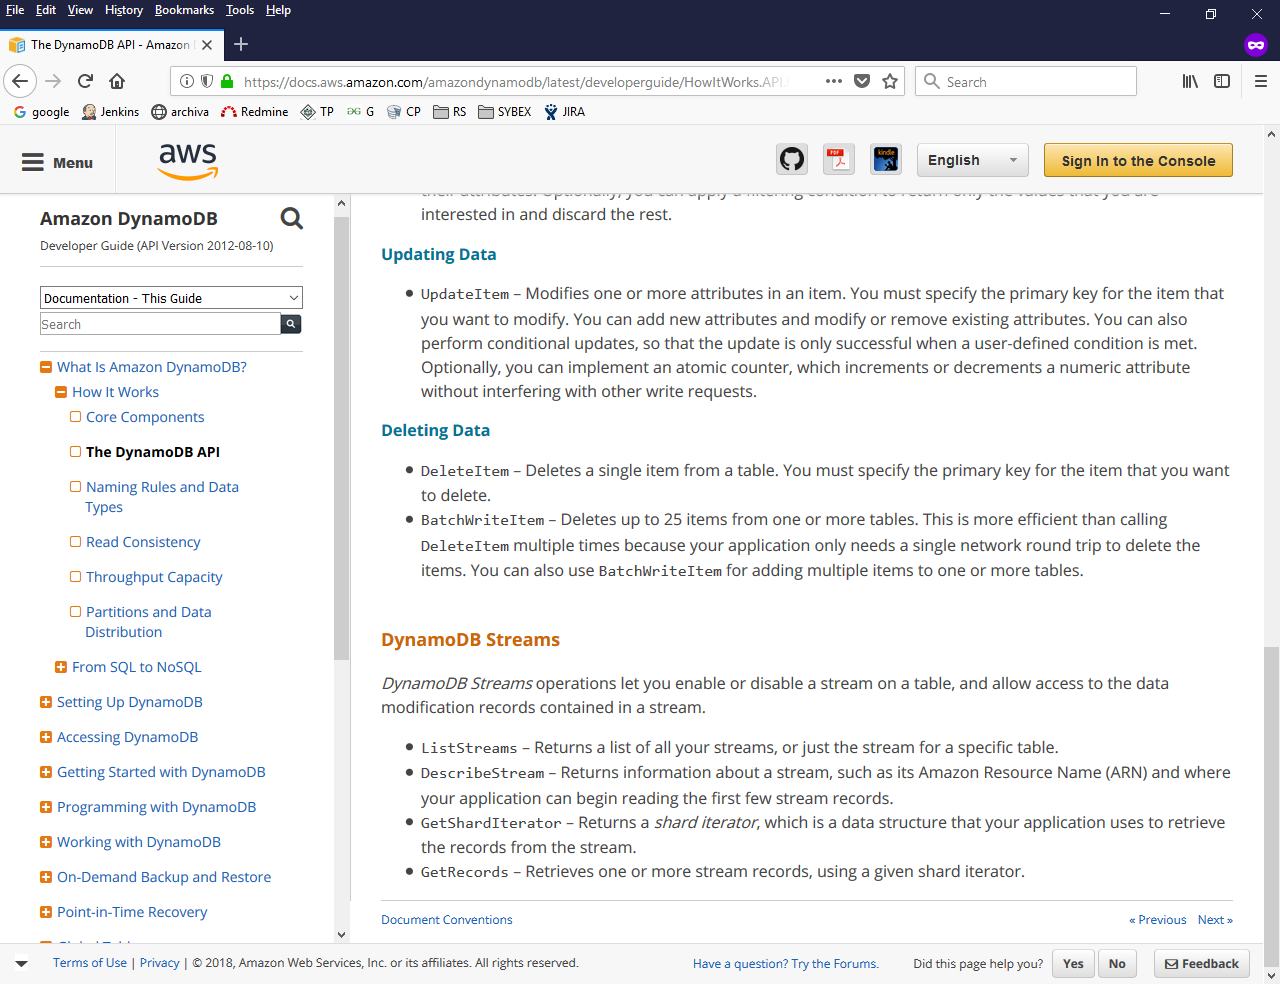 File Edit View History Bookmarks Tools Help
The DynamoDB API - Amazon
https://docs.aws.amazon.com/amazondynamodb/latest/developerguide/HowItWorks.API.
Search
google Jenkins archiva Redmine TP G CP RS SYBEX JIRA
Menu
aws
PDF
kindle
English
Sign In to the Console
Amazon DynamoDB
Developer Guide (API Version 2012-08-10)
Documentation - This Guide
Search
What Is Amazon DynamoDB?
How It Works
Core Components
The DynamoDB API
Naming Rules and Data
Types
Read Consistency
Throughput Capacity
Partitions and Data
Distribution
From SQL to NoSQL
Setting Up DynamoDB
Accessing DynamoDB
Getting Started with DynamoDB
Programming with DynamoDB
Working with DynamoDB
On-Demand Backup and Restore
Point-in-Time Recovery
their attributes. Optionally, you can apply a filtering condition to return only the values that you are
interested in and discard the rest.
Updating Data
UpdateItem – Modifies one or more attributes in an item. You must specify the primary key for the item that
you want to modify. You can add new attributes and modify or remove existing attributes. You can also
perform conditional updates, so that the update is only successful when a user-defined condition is met.
Optionally, you can implement an atomic counter, which increments or decrements a numeric attribute
without interfering with other write requests.
Deleting Data
DeleteItem – Deletes a single item from a table. You must specify the primary key for the item that you want
to delete.
BatchWriteItem – Deletes up to 25 items from one or more tables. This is more efficient than calling
DeleteItem multiple times because your application only needs a single network round trip to delete the
items. You can also use BatchWriteItem for adding multiple items to one or more tables.
DynamoDB Streams
DynamoDB Streams operations let you enable or disable a stream on a table, and allow access to the data
modification records contained in a stream.
ListStreams – Returns a list of all your streams, or just the stream for a specific table.
DescribeStream – Returns information about a stream, such as its Amazon Resource Name (ARN) and where
your application can begin reading the first few stream records.
GetShardIterator – Returns a shard iterator, which is a data structure that your application uses to retrieve
the records from the stream.
GetRecords – Retrieves one or more stream records, using a given shard iterator.
Document Conventions
« Previous Next »
Terms of Use | Privacy | © 2018, Amazon Web Services, Inc. or its affiliates. All rights reserved.
Have a question? Try the Forums.
Did this page help you? Yes No
Feedback